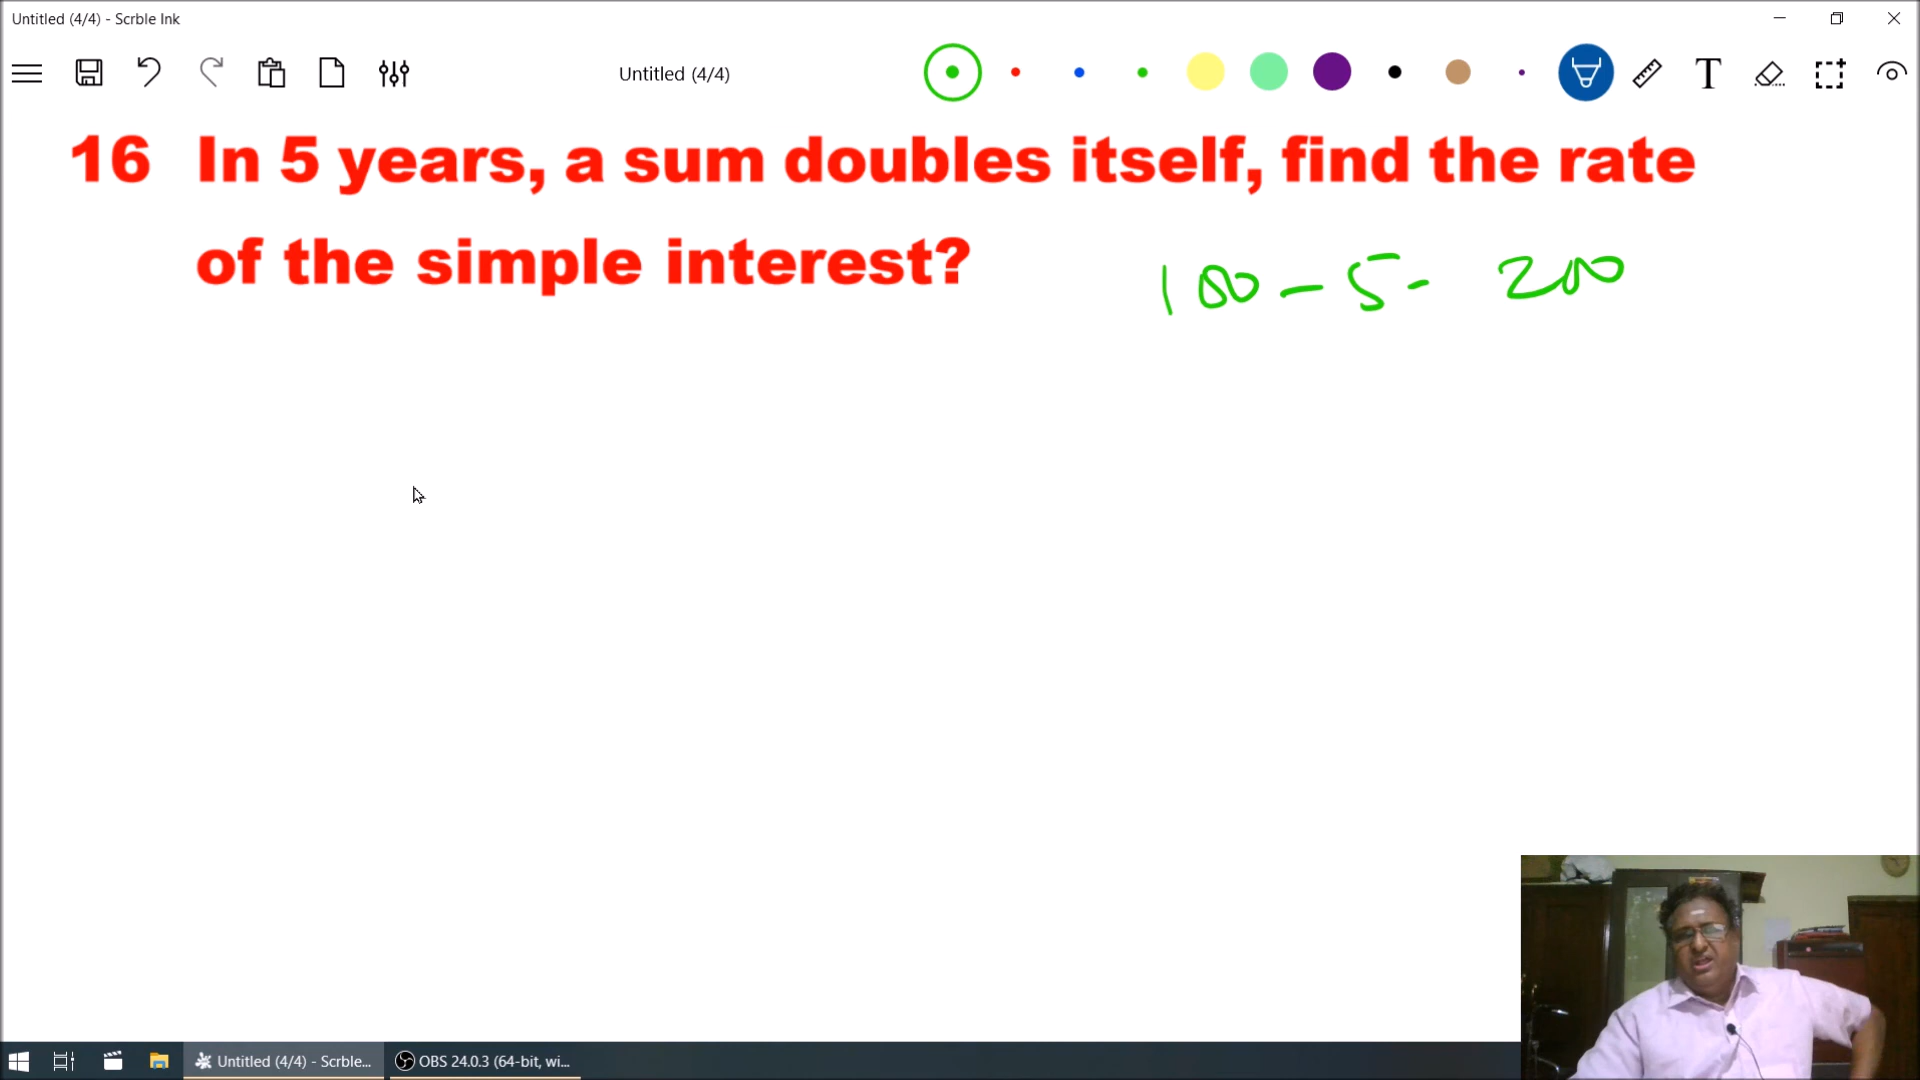 Untitled (4/4) - Scrble Ink
Untitled (4/4)
T
16 In 5 years, a sum doubles itself, find the rate
of the simple interest?
100 - 5 - 200
Untitled (4/4) - Scrble...
OBS 24.0.3 (64-bit, wi...